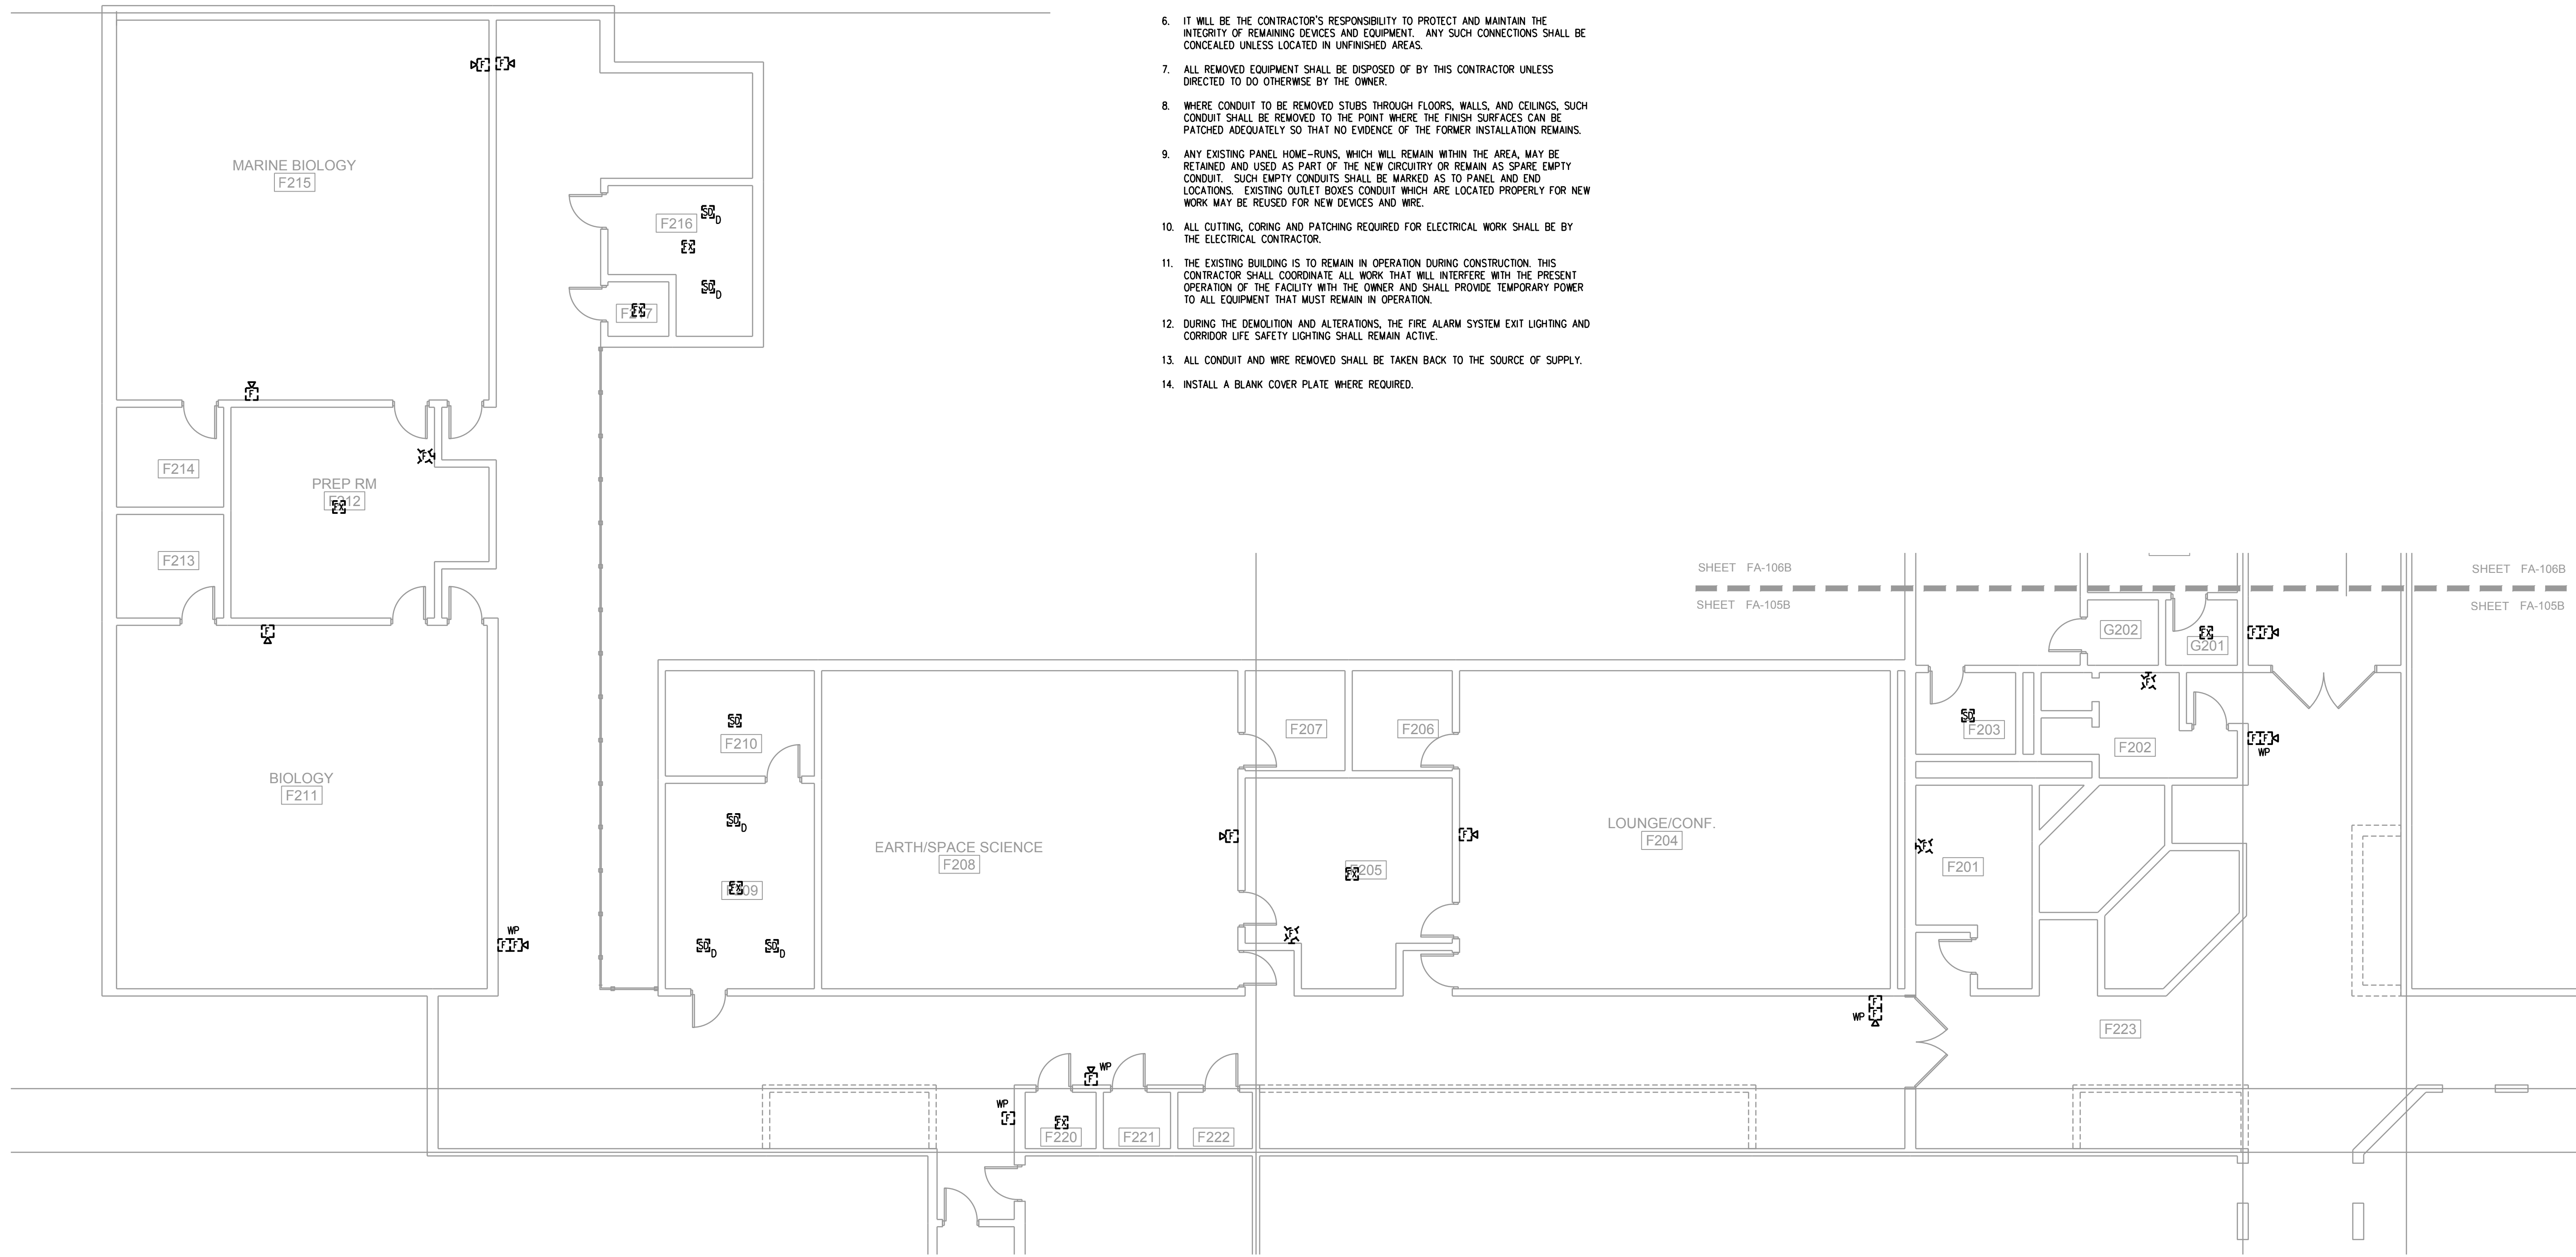 6. IT WILL BE THE CONTRACTOR'S RESPONSIBILITY TO PROTECT AND MAINTAIN THE
INTEGRITY OF REMAINING DEVICES AND EQUIPMENT. ANY SUCH CONNECTIONS SHALL BE
CONCEALED UNLESS LOCATED IN UNFINISHED AREAS.
7. ALL REMOVED EQUIPMENT SHALL BE DISPOSED OF BY THIS CONTRACTOR UNLESS
DIRECTED TO DO OTHERWISE BY THE OWNER.
8. WHERE CONDUIT TO BE REMOVED STUBS THROUGH FLOORS, WALLS, AND CEILINGS, SUCH
CONDUIT SHALL BE REMOVED TO THE POINT WHERE THE FINISH SURFACES CAN BE
PATCHED ADEQUATELY SO THAT NO EVIDENCE OF THE FORMER INSTALLATION REMAINS.
9. ANY EXISTING PANEL HOME-RUNS, WHICH WILL REMAIN WITHIN THE AREA, MAY BE
RETAINED AND USED AS PART OF THE NEW CIRCUITRY OR REMAIN AS SPARE EMPTY
CONDUIT. SUCH EMPTY CONDUITS SHALL BE MARKED AS TO PANEL AND END
LOCATIONS. EXISTING OUTLET BOXES CONDUIT WHICH ARE LOCATED PROPERLY FOR NEW
WORK MAY BE REUSED FOR NEW DEVICES AND WIRE.
10. ALL CUTTING, CORING AND PATCHING REQUIRED FOR ELECTRICAL WORK SHALL BE BY
THE ELECTRICAL CONTRACTOR.
11. THE EXISTING BUILDING IS TO REMAIN IN OPERATION DURING CONSTRUCTION. THIS
CONTRACTOR SHALL COORDINATE ALL WORK THAT WILL INTERFERE WITH THE PRESENT
OPERATION OF THE FACILITY WITH THE OWNER AND SHALL PROVIDE TEMPORARY POWER
TO ALL EQUIPMENT THAT MUST REMAIN IN OPERATION.
12. DURING THE DEMOLITION AND ALTERATIONS, THE FIRE ALARM SYSTEM EXIT LIGHTING AND
CORRIDOR LIFE SAFETY LIGHTING SHALL REMAIN ACTIVE.
13. ALL CONDUIT AND WIRE REMOVED SHALL BE TAKEN BACK TO THE SOURCE OF SUPPLY.
14. INSTALL A BLANK COVER PLATE WHERE REQUIRED.
F F
MARINE BIOLOGY
F215
F216
SD D
SD D
F217
F
F
F214
PREP RM
F212
F213
F
SHEET FA-106B
SHEET FA-105B
SHEET FA-106B
SHEET FA-105B
G202
G201
F F
F
SD
F203
F202
F F
WP
SD
F210
F207
F206
BIOLOGY
F211
SD D
EARTH/SPACE SCIENCE
F208
F
F
LOUNGE/CONF.
F204
F209
F205
F
F201
WP
F F
SD D
SD D
F
F
WP F
F223
WP
F
WP
F
F220
F221
F222